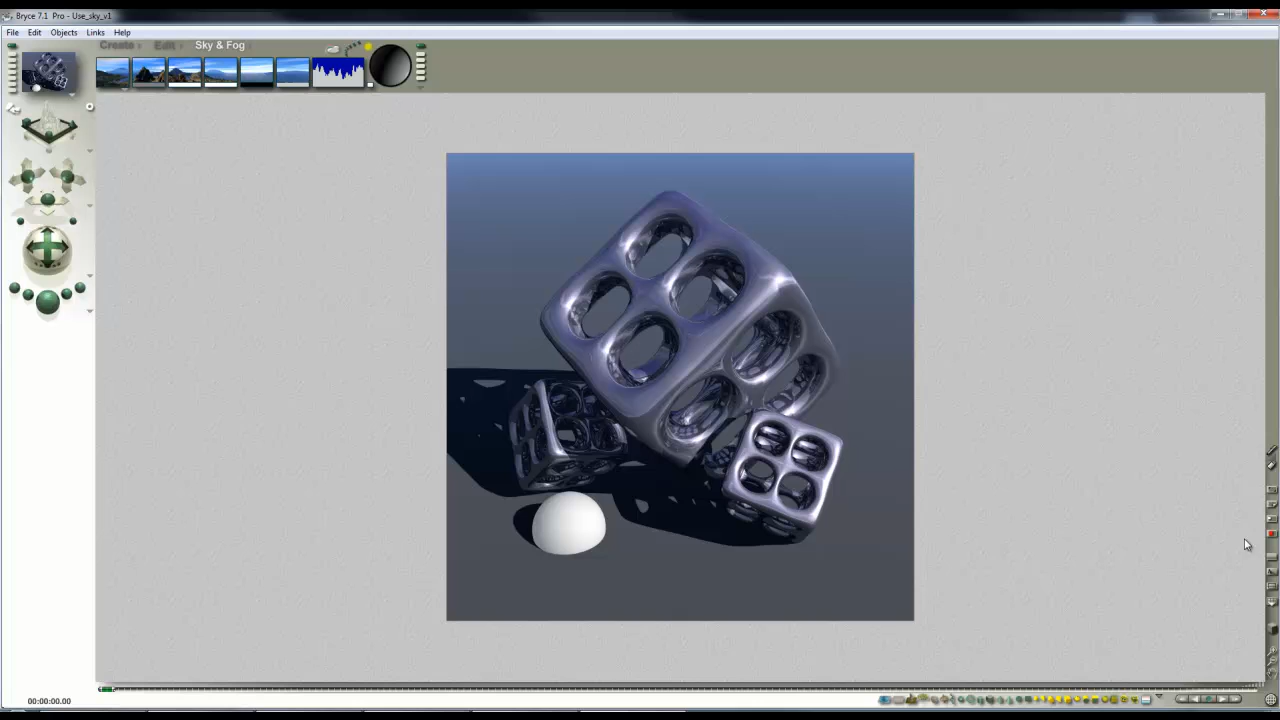 Bryce 7.1 Pro - Use_sky_v1
File Edit Objects Links Help
Create Edit Sky & Fog
00:00:00.00